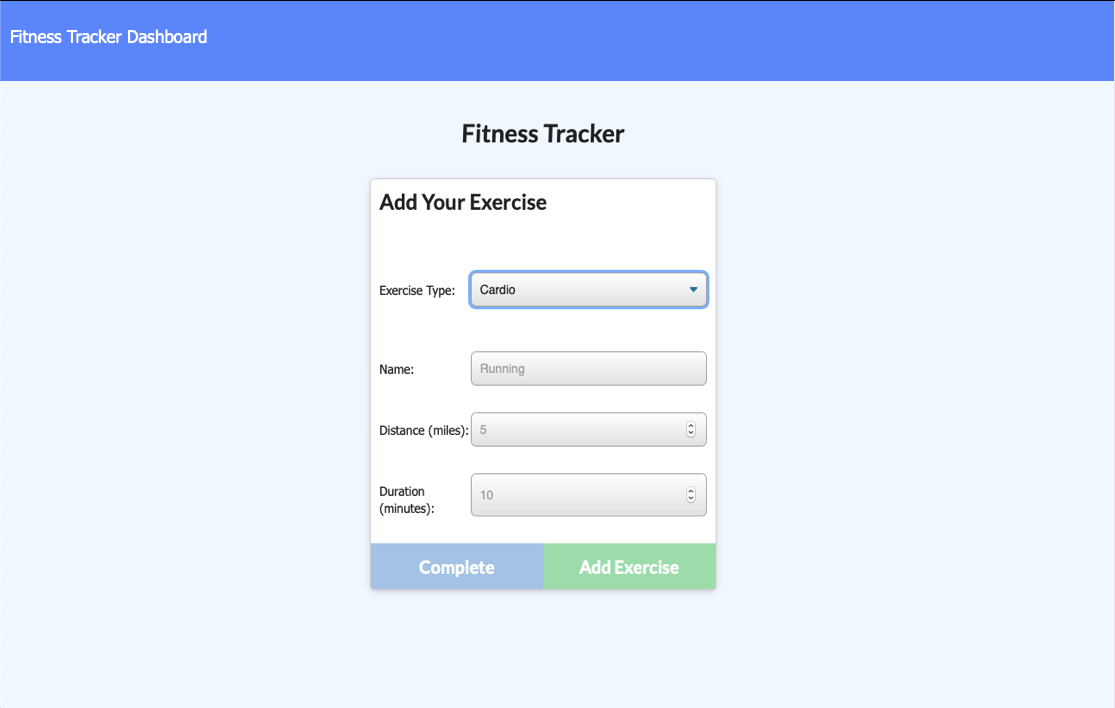 Fitness Tracker Dashboard
Fitness Tracker
Add Your Exercise
Exercise Type: Cardio
Name: Running
Distance (miles): 5
Duration (minutes): 10
Complete Add Exercise